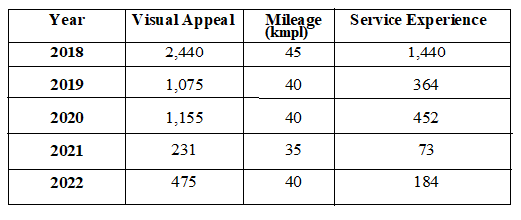 Year Visual Appeal Mileage (kmpl) Service Experience
2018 2,440 45 1,440
2019 1,075 40 364
2020 1,155 40 452
2021 231 35 73
2022 475 40 184